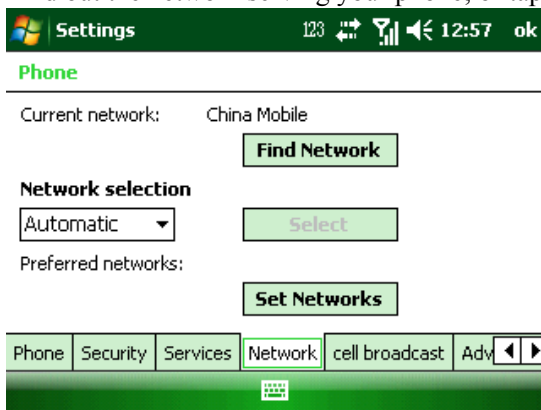 Settings 123 12:57 ok
Phone
Current network: China Mobile
Find Network
Network selection
Automatic Select
Preferred networks:
Set Networks
Phone Security Services Network cell broadcast Adv